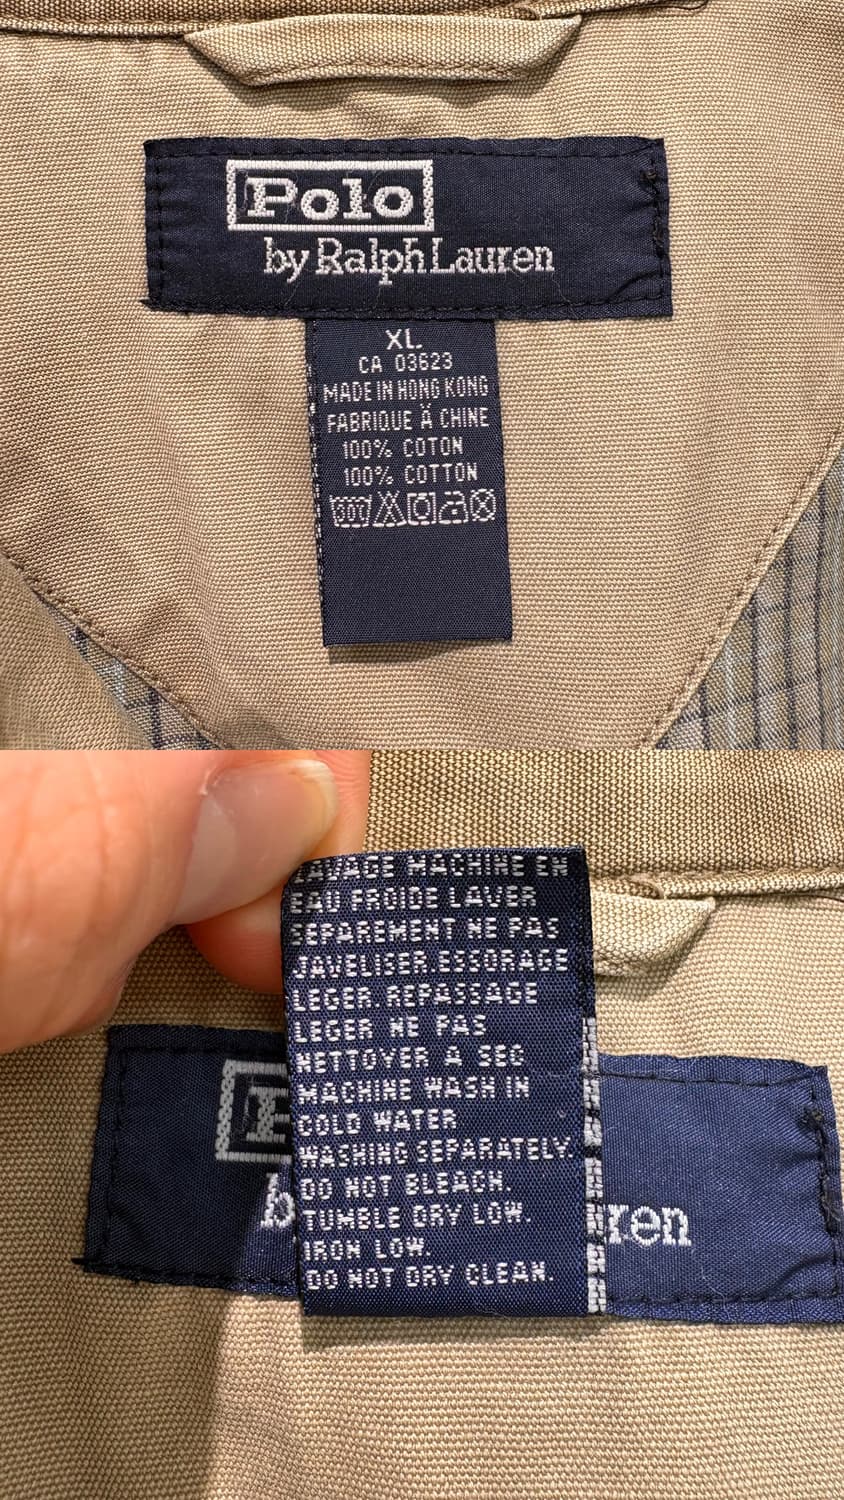 Polo
by Ralph Lauren
XL
CA 03623
MADE IN HONG KONG
FABRIQUE À CHINE
100% COTON
100% COTTON
LAVAGE MACHINE EN
EAU FROIDE LAVER
SEPAREMENT NE PAS
JAVELISER.ESSORAGE
LEGER. REPASSAGE
LEGER NE PAS
NETTOYER A SEC
MACHINE WASH IN
COLD WATER
WASHING SEPARATELY.
DO NOT BLEACH.
TUMBLE DRY LOW.
IRON LOW.
DO NOT DRY CLEAN.
P
b ren